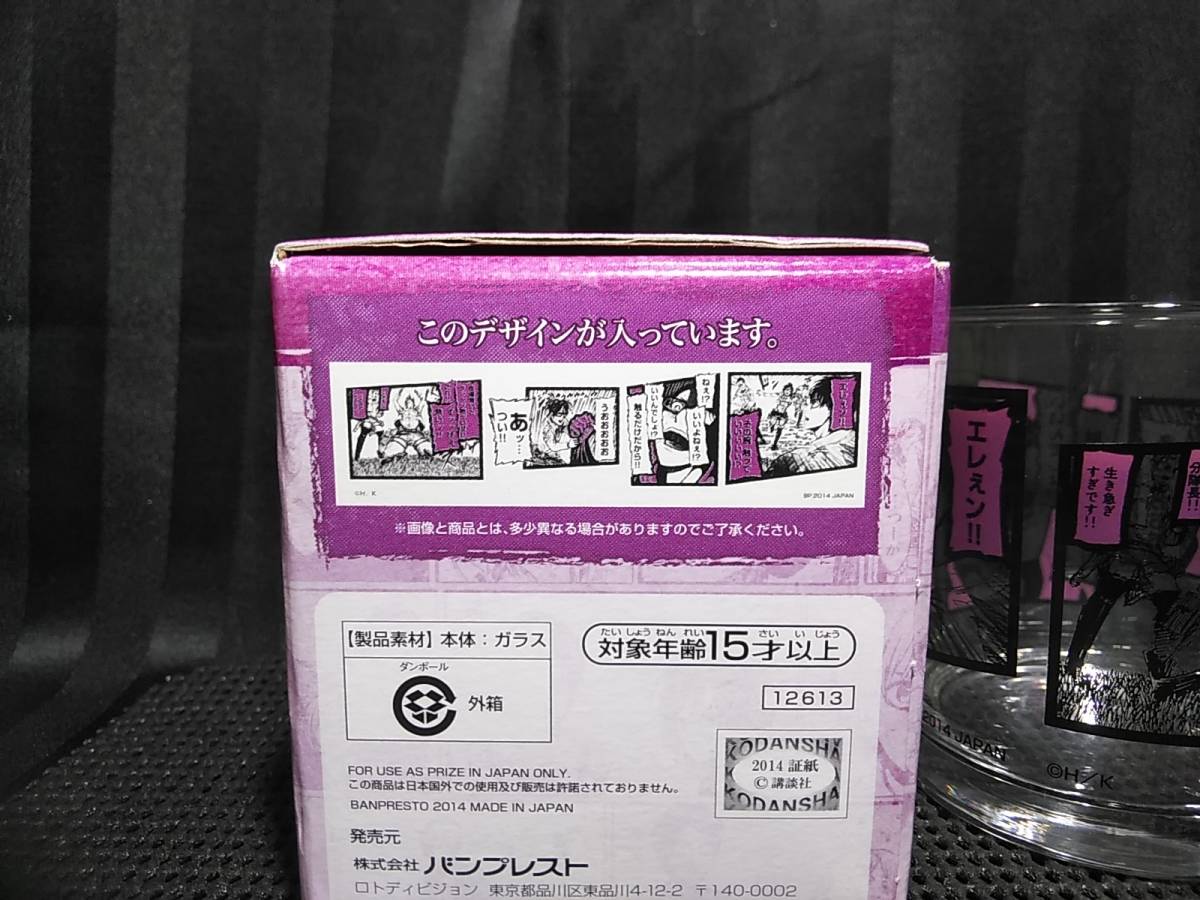 このデザインが入っています。
あッ…
つい!!
うおおおおお
ねぇ!?
いいよねぇ!?
いいんでしょ!?
触るだけだから!!
エレぇン!!
©H/K
BP.2014 JAPAN
※画像と商品とは、多少異なる場合がありますのでご了承ください。
【製品素材】本体：ガラス
ダンボール
外箱
たいしょうねんれい さいいじょう
対象年齢15才以上
12613
KODANSHA
2014 証紙
©講談社
KODANSHA
FOR USE AS PRIZE IN JAPAN ONLY.
この商品は日本国外での使用及び販売は許諾されておりません。
BANPRESTO 2014 MADE IN JAPAN
発売元
株式会社 バンプレスト
ロトディビジョン 東京都品川区東品川4-12-2 〒140-0002
エレぇン!!
生き急ぎ
すぎです!!
分隊長!!
2014 JAPAN
©H/K